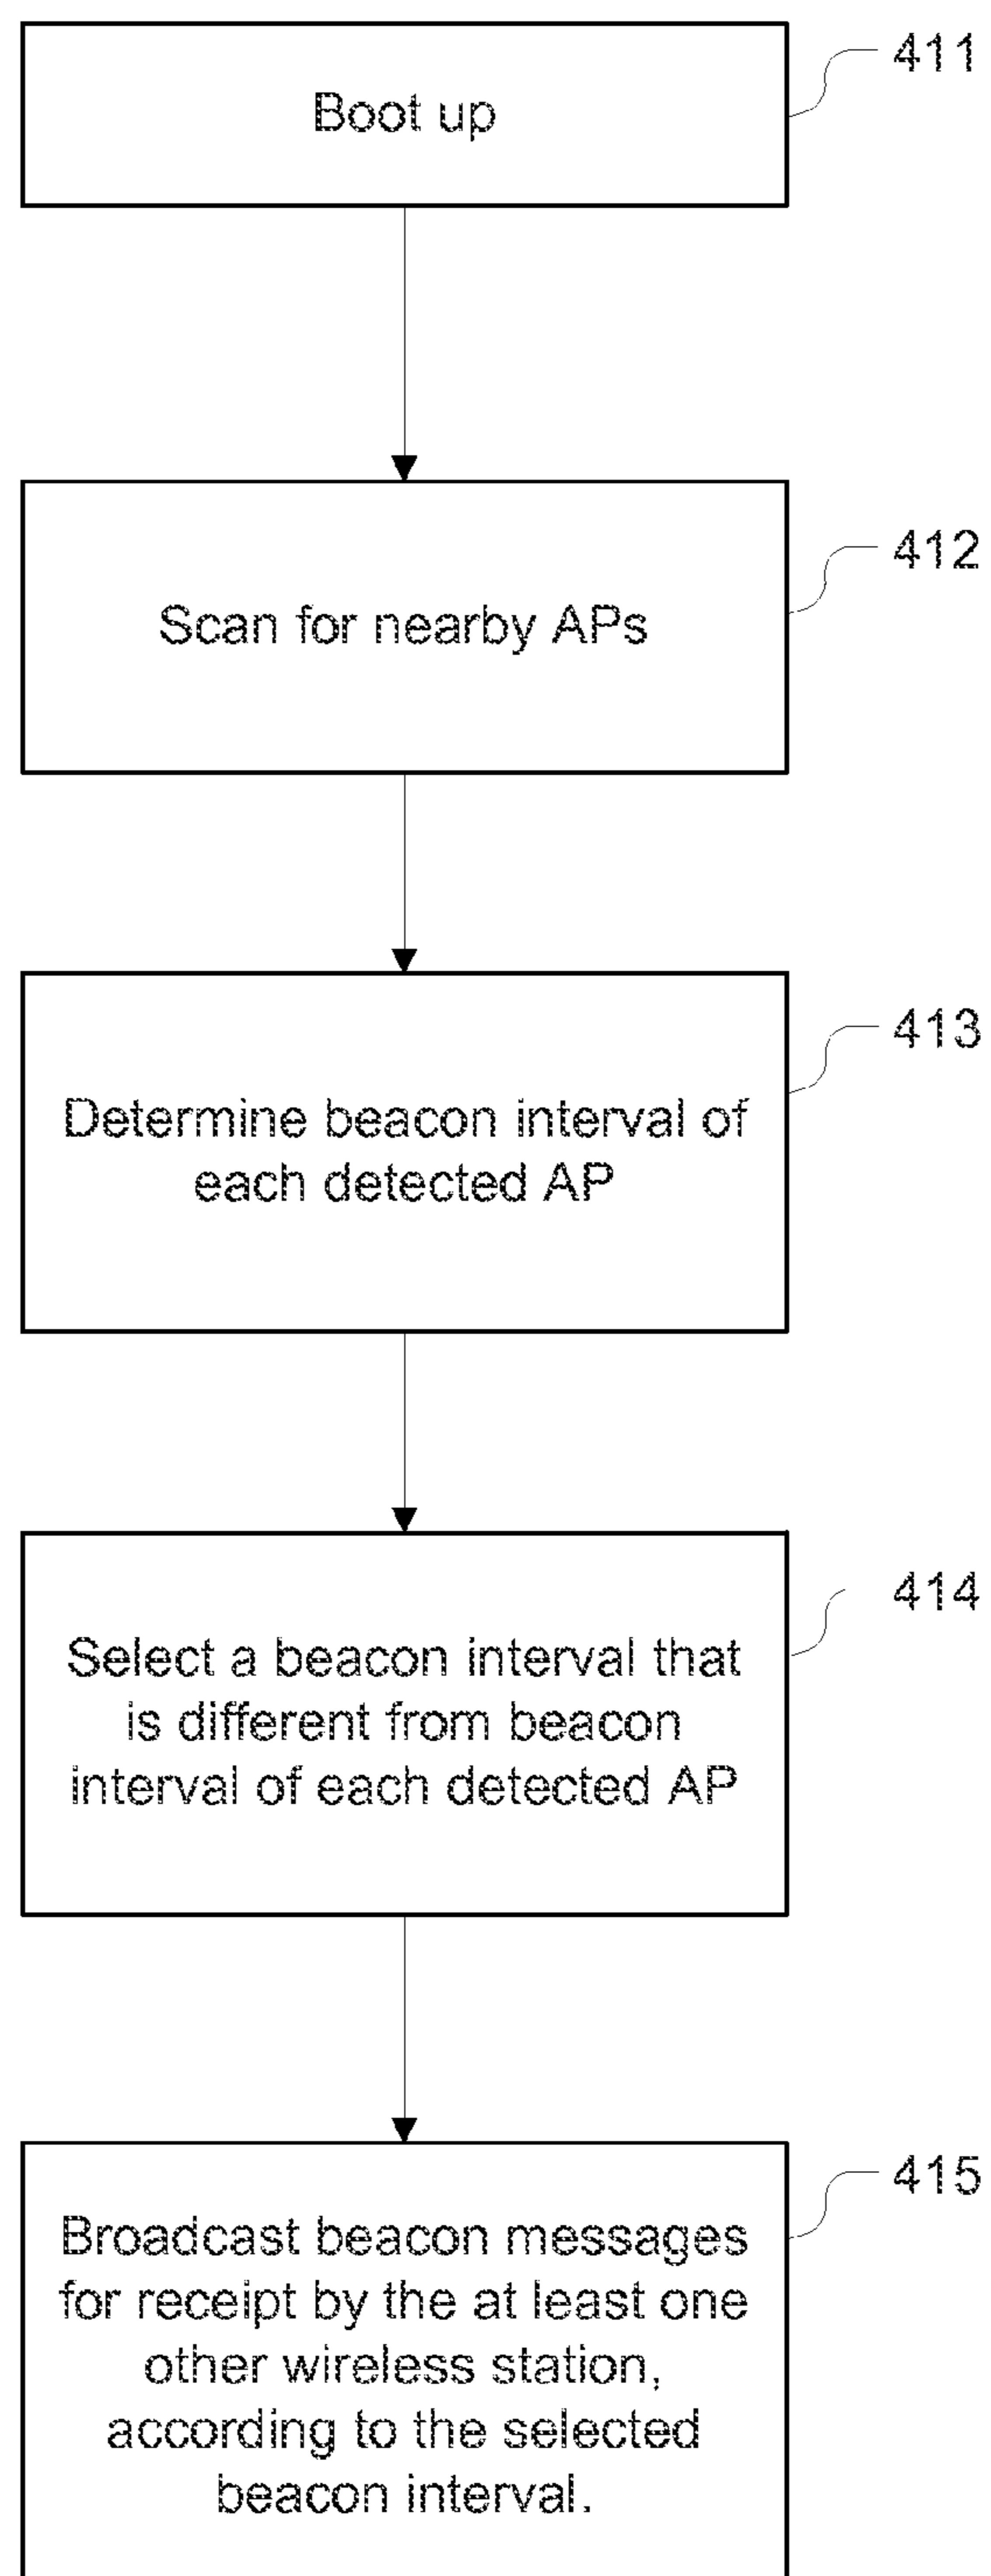 411
Boot up
412
Scan for nearby APs
413
Determine beacon interval of
each detected AP
414
Select a beacon interval that
is different from beacon
interval of each detected AP
415
Broadcast beacon messages
for receipt by the at least one
other wireless station,
according to the selected
beacon interval.